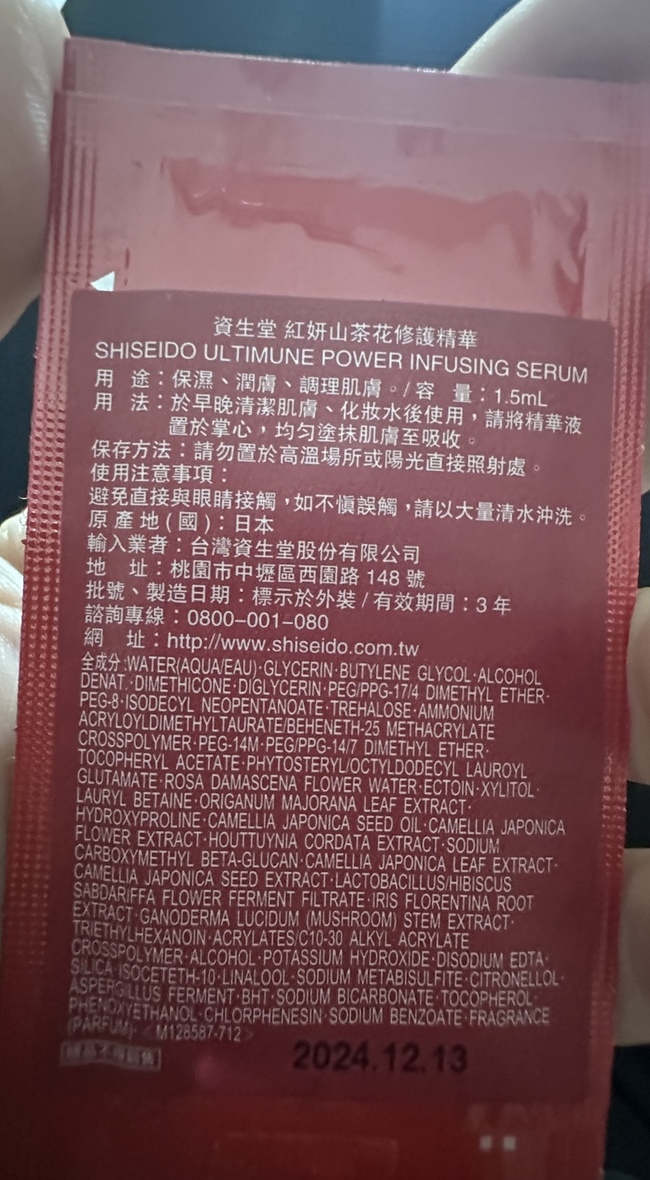 資生堂 紅妍山茶花修護精華
SHISEIDO ULTIMUNE POWER INFUSING SERUM
用 途：保濕、潤膚、調理肌膚。/ 容 量：1.5mL
用 法：於早晚清潔肌膚、化妝水後使用，請將精華液
置於掌心，均勻塗抹肌膚至吸收。
保存方法：請勿置於高溫場所或陽光直接照射處。
使用注意事項：
避免直接與眼睛接觸，如不慎誤觸，請以大量清水沖洗。
原產地(國)：日本
輸入業者：台灣資生堂股份有限公司
地 址：桃園市中壢區西園路 148 號
批號、製造日期：標示於外裝 / 有效期間：3 年
諮詢專線：0800–001–080
網 址：http://www.shiseido.com.tw
全成分:WATER(AQUA/EAU)·GLYCERIN·BUTYLENE GLYCOL·ALCOHOL
DENAT.·DIMETHICONE·DIGLYCERIN·PEG/PPG-17/4 DIMETHYL ETHER·
PEG-8·ISODECYL NEOPENTANOATE·TREHALOSE·AMMONIUM
ACRYLOYLDIMETHYLTAURATE/BEHENETH-25 METHACRYLATE
CROSSPOLYMER·PEG-14M·PEG/PPG-14/7 DIMETHYL ETHER·
TOCOPHERYL ACETATE·PHYTOSTERYL/OCTYLDODECYL LAUROYL
GLUTAMATE·ROSA DAMASCENA FLOWER WATER·ECTOIN·XYLITOL·
LAURYL BETAINE·ORIGANUM MAJORANA LEAF EXTRACT·
HYDROXYPROLINE·CAMELLIA JAPONICA SEED OIL·CAMELLIA JAPONICA
FLOWER EXTRACT·HOUTTUYNIA CORDATA EXTRACT·SODIUM
CARBOXYMETHYL BETA-GLUCAN·CAMELLIA JAPONICA LEAF EXTRACT·
CAMELLIA JAPONICA SEED EXTRACT·LACTOBACILLUS/HIBISCUS
SABDARIFFA FLOWER FERMENT FILTRATE·IRIS FLORENTINA ROOT
EXTRACT·GANODERMA LUCIDUM (MUSHROOM) STEM EXTRACT·
TRIETHYLHEXANOIN·ACRYLATES/C10-30 ALKYL ACRYLATE
CROSSPOLYMER·ALCOHOL·POTASSIUM HYDROXIDE·DISODIUM EDTA·
SILICA·ISOCETETH-10·LINALOOL·SODIUM METABISULFITE·CITRONELLOL·
ASPERGILLUS FERMENT·BHT·SODIUM BICARBONATE·TOCOPHEROL·
PHENOXYETHANOL·CHLORPHENESIN·SODIUM BENZOATE·FRAGRANCE
(PARFUM)· <M128587-712>
2024.12.13